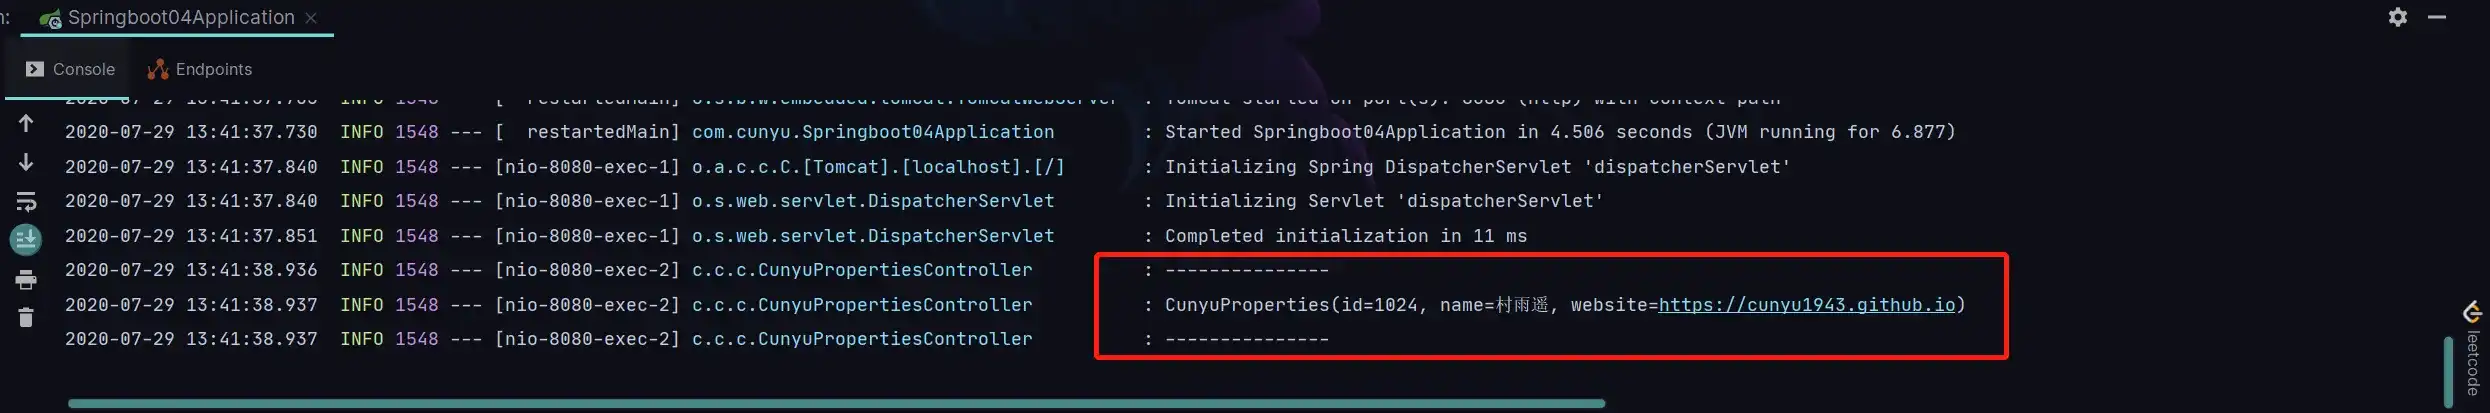 n:
Springboot04Application
Console
Endpoints
2020-07-29 13:41:37.730  INFO 1548 --- [  restartedMain] com.cunyu.Springboot04Application        : Started Springboot04Application in 4.506 seconds (JVM running for 6.877)
2020-07-29 13:41:37.840  INFO 1548 --- [nio-8080-exec-1] o.a.c.c.C.[Tomcat].[localhost].[/]       : Initializing Spring DispatcherServlet 'dispatcherServlet'
2020-07-29 13:41:37.840  INFO 1548 --- [nio-8080-exec-1] o.s.web.servlet.DispatcherServlet        : Initializing Servlet 'dispatcherServlet'
2020-07-29 13:41:37.851  INFO 1548 --- [nio-8080-exec-1] o.s.web.servlet.DispatcherServlet        : Completed initialization in 11 ms
2020-07-29 13:41:38.936  INFO 1548 --- [nio-8080-exec-2] c.c.c.CunyuPropertiesController          : ---------------
2020-07-29 13:41:38.937  INFO 1548 --- [nio-8080-exec-2] c.c.c.CunyuPropertiesController          : CunyuProperties(id=1024, name=村雨遥, website=https://cunyu1943.github.io)
2020-07-29 13:41:38.937  INFO 1548 --- [nio-8080-exec-2] c.c.c.CunyuPropertiesController          : ---------------
leetcode